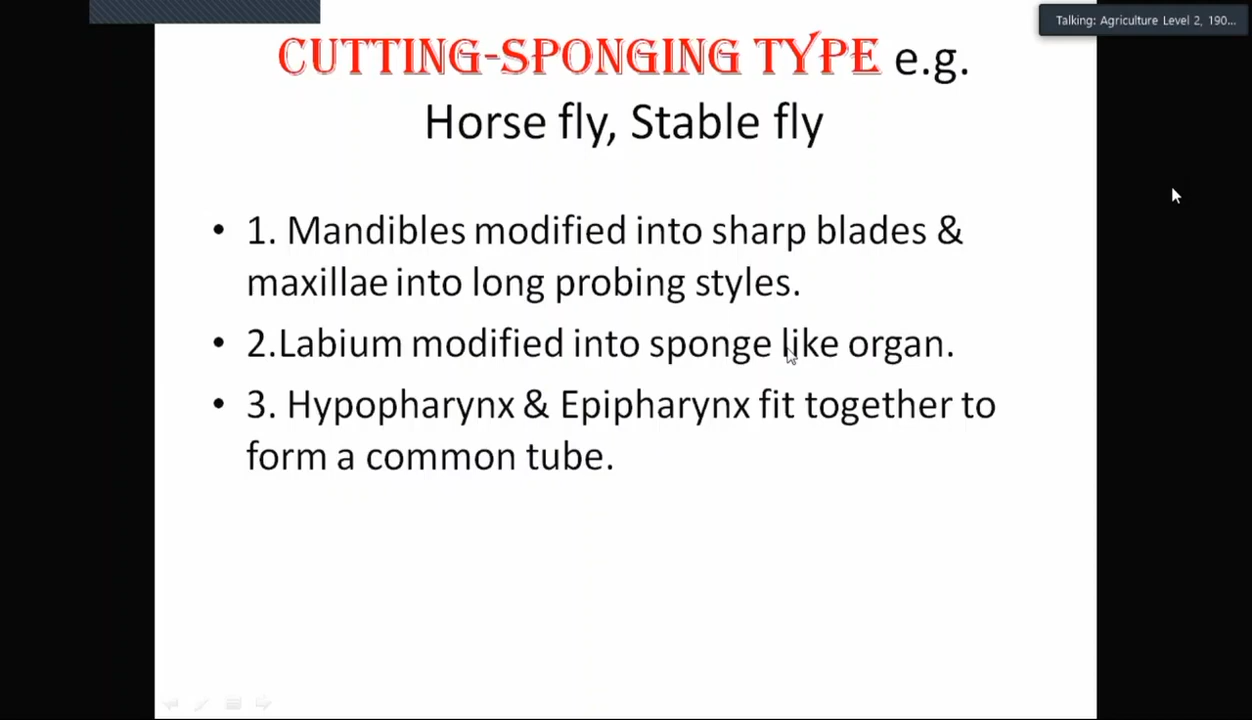 Talking: Agriculture Level 2, 190...
CUTTING-SPONGING TYPE e.g.
Horse fly, Stable fly
• 1. Mandibles modified into sharp blades &
maxillae into long probing styles.
• 2.Labium modified into sponge like organ.
• 3. Hypopharynx & Epipharynx fit together to
form a common tube.